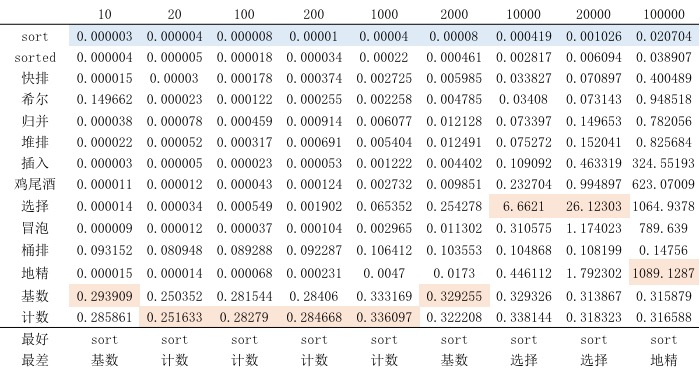 10 20 100 200 1000 2000 10000 20000 100000
sort 0.000003 0.000004 0.000008 0.00001 0.00004 0.00008 0.000419 0.001026 0.020704
sorted 0.000004 0.000005 0.000018 0.000034 0.00022 0.000461 0.002817 0.006094 0.038907
快排 0.000015 0.00003 0.000178 0.000374 0.002725 0.005985 0.033827 0.070897 0.400489
希尔 0.149662 0.000023 0.000122 0.000255 0.002258 0.004785 0.03408 0.073143 0.948518
归并 0.000038 0.000078 0.000459 0.000914 0.006077 0.012128 0.073397 0.149653 0.782056
堆排 0.000022 0.000052 0.000317 0.000691 0.005404 0.012491 0.075272 0.152041 0.825684
插入 0.000003 0.000005 0.000023 0.000053 0.001222 0.004402 0.109092 0.463319 324.55193
鸡尾酒 0.000011 0.000012 0.000043 0.000124 0.002732 0.009851 0.232704 0.994897 623.07009
选择 0.000014 0.000034 0.000549 0.001902 0.065352 0.254278 6.6621 26.12303 1064.9378
冒泡 0.000009 0.000012 0.000037 0.000104 0.002965 0.011302 0.310575 1.174023 789.639
桶排 0.093152 0.080948 0.089288 0.092287 0.106412 0.103553 0.104868 0.108199 0.14756
地精 0.000015 0.000014 0.000068 0.000231 0.0047 0.0173 0.446112 1.792302 1089.1287
基数 0.293909 0.250352 0.281544 0.28406 0.333169 0.329255 0.329326 0.313867 0.315879
计数 0.285861 0.251633 0.28279 0.284668 0.336097 0.322208 0.338144 0.318323 0.316588
最好 sort sort sort sort sort sort sort sort sort
最差 基数 计数 计数 计数 计数 基数 选择 选择 地精